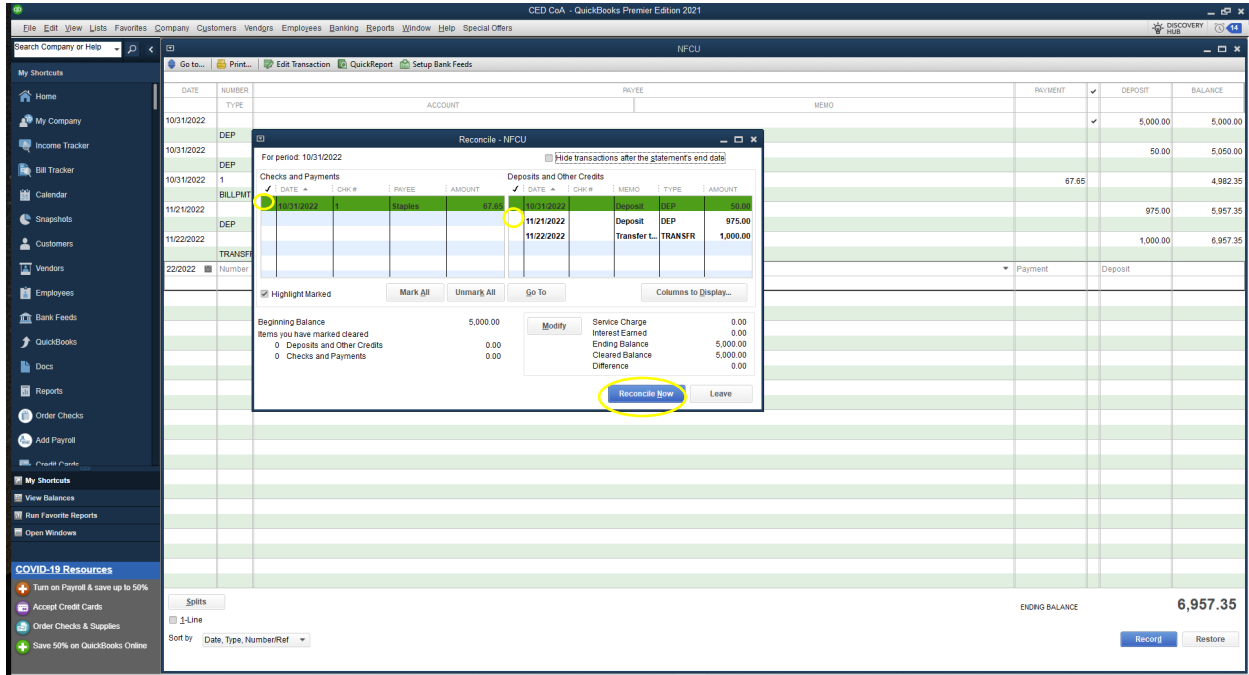 CED CoA - QuickBooks Premier Edition 2021
File Edit View Lists Favorites Company Customers Vendors Employees Banking Reports Window Help Special Offers
DISCOVERY HUB 14
Search Company or Help
NFCU
Go to... Print... Edit Transaction QuickReport Setup Bank Feeds
My Shortcuts
Home
My Company
Income Tracker
Bill Tracker
Calendar
Snapshots
Customers
Vendors
Employees
Bank Feeds
QuickBooks
Docs
Reports
Order Checks
Add Payroll
Credit Cards
My Shortcuts
View Balances
Run Favorite Reports
Open Windows
COVID-19 Resources
Turn on Payroll & save up to 50%
Accept Credit Cards
Order Checks & Supplies
Save 50% on QuickBooks Online
DATE NUMBER PAYEE PAYMENT ✓ DEPOSIT BALANCE
TYPE ACCOUNT MEMO
10/31/2022 ✓ 5,000.00 5,000.00
DEP
10/31/2022 50.00 5,050.00
DEP
10/31/2022 1 67.65 4,982.35
BILLPMT
11/21/2022 975.00 5,957.35
DEP
11/22/2022 1,000.00 6,957.35
TRANSFR
22/2022 Number Payment Deposit
Reconcile - NFCU
For period: 10/31/2022
Hide transactions after the statement's end date
Checks and Payments
✓ DATE CHK # PAYEE AMOUNT
10/31/2022 1 Staples 67.65
Deposits and Other Credits
✓ DATE CHK # MEMO TYPE AMOUNT
10/31/2022 Deposit DEP 50.00
11/21/2022 Deposit DEP 975.00
11/22/2022 Transfer t... TRANSFR 1,000.00
Highlight Marked Mark All Unmark All Go To Columns to Display...
Beginning Balance 5,000.00
Items you have marked cleared
0 Deposits and Other Credits 0.00
0 Checks and Payments 0.00
Modify
Service Charge 0.00
Interest Earned 0.00
Ending Balance 5,000.00
Cleared Balance 5,000.00
Difference 0.00
Reconcile Now Leave
Splits
ENDING BALANCE 6,957.35
1-Line
Sort by Date, Type, Number/Ref
Record Restore